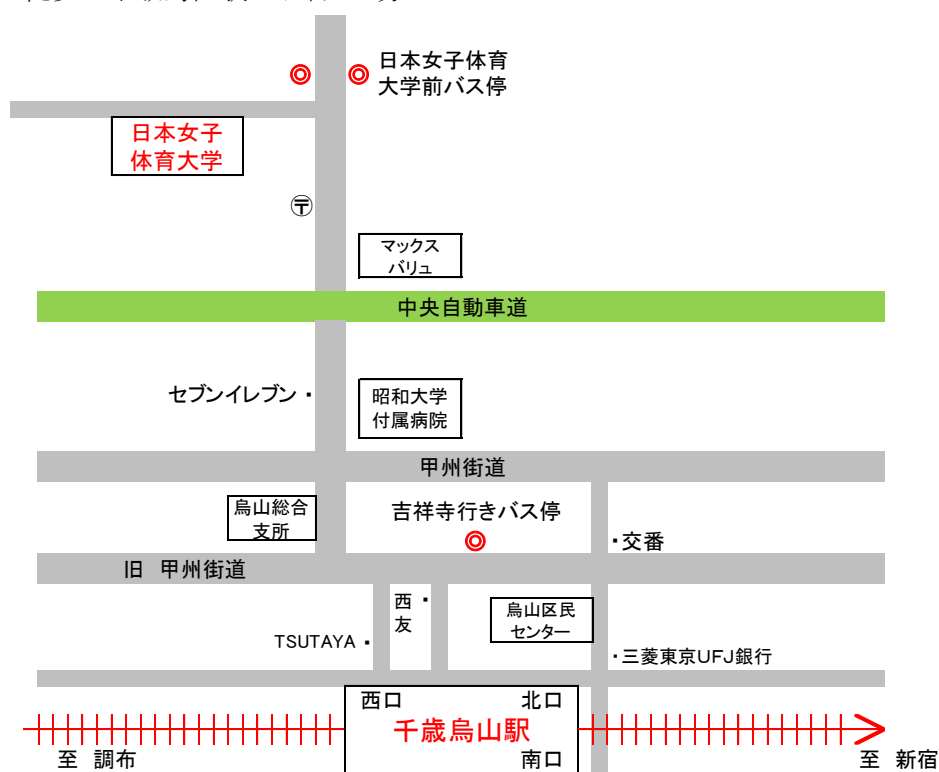 日本女子体育
大学前バス停
日本女子
体育大学
〒
マックス
バリュ
中央自動車道
セブンイレブン・
昭和大学
付属病院
甲州街道
烏山総合
支所
吉祥寺行きバス停
・交番
旧 甲州街道
西・
友
烏山区民
センター
TSUTAYA・
・三菱東京UFJ銀行
西口 北口
千歳烏山駅
南口
至 調布
至 新宿